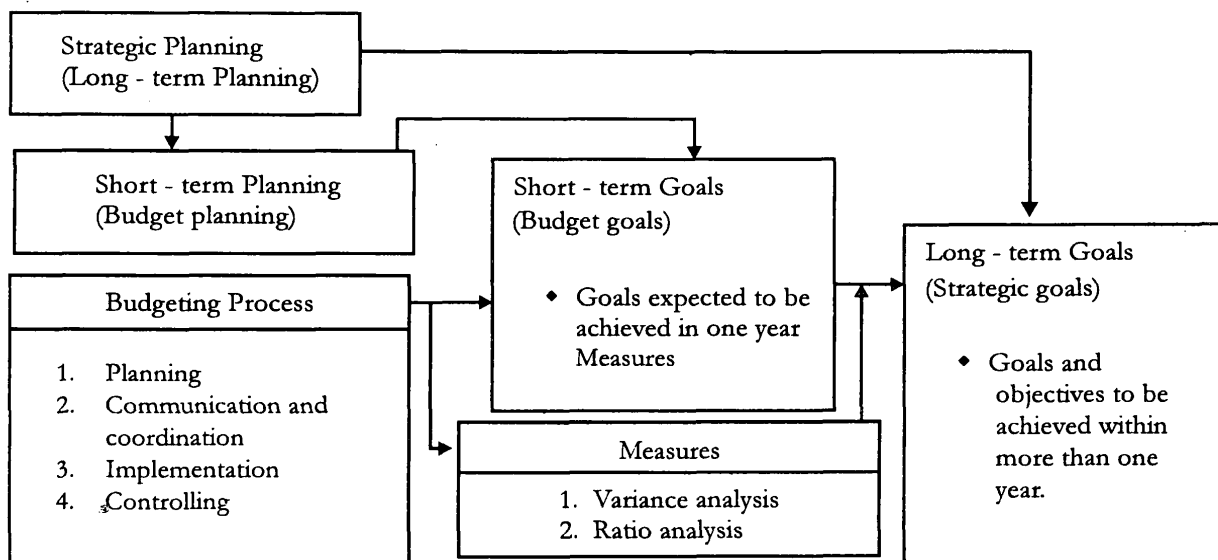 Strategic Planning
(Long - term Planning)
Short - term Planning
(Budget planning)
Budgeting Process
1. Planning
2. Communication and
coordination
3. Implementation
4. Controlling
Short - term Goals
(Budget goals)
◆ Goals expected to be
achieved in one year
Measures
Measures
1. Variance analysis
2. Ratio analysis
Long - term Goals
(Strategic goals)
◆ Goals and
objectives to be
achieved within
more than one
year.